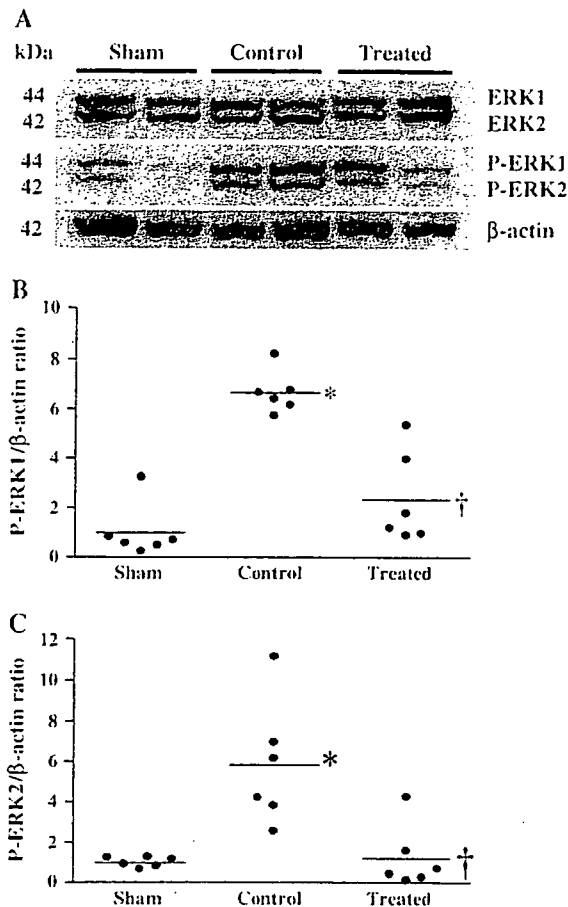 A
kDa Sham Control Treated
44 ERK1
42 ERK2
44 P-ERK1
42 P-ERK2
42 β-actin
B
P-ERK1/β-actin ratio
10
8
6
4
2
0
*
†
Sham Control Treated
C
P-ERK2/β-actin ratio
12
10
8
6
4
2
0
*
‡
Sham Control Treated